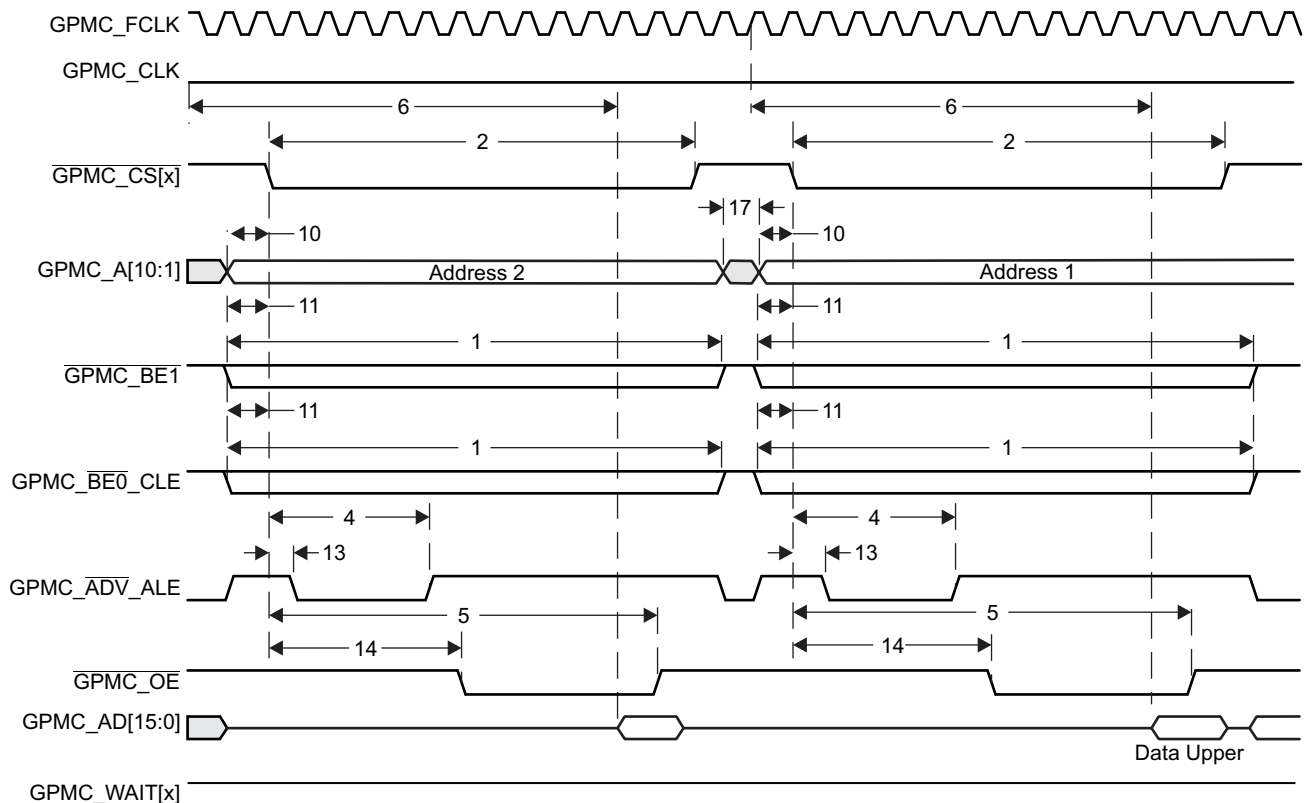 GPMC_FCLK
GPMC_CLK
6
6
2
2
GPMC_CS[x]
17
10
10
GPMC_A[10:1]
Address 2
Address 1
11
11
1
1
GPMC_BE1
11
11
1
1
GPMC_BE0_CLE
4
4
13
13
GPMC_ADV_ALE
5
5
14
14
GPMC_OE
GPMC_AD[15:0]
Data Upper
GPMC_WAIT[x]